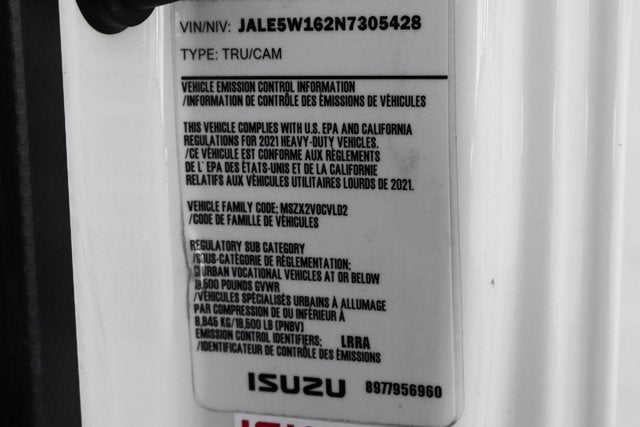 VIN/NIV: JALE5W162N7305428
TYPE: TRU/CAM
VEHICLE EMISSION CONTROL INFORMATION
/INFORMATION DE CONTRÔLE DES ÉMISSIONS DE VÉHICULES
THIS VEHICLE COMPLIES WITH U.S. EPA AND CALIFORNIA
REGULATIONS FOR 2021 HEAVY-DUTY VEHICLES.
/CE VÉHICULE EST CONFORME AUX RÈGLEMENTS
DE L' EPA DES ÉTATS-UNIS ET DE LA CALIFORNIE
RELATIFS AUX VÉHICULES UTILITAIRES LOURDS DE 2021.
VEHICLE FAMILY CODE; MSZX2VOCVLD2
/CODE DE FAMILLE DE VÉHICULES
REGULATORY SUB CATEGORY
/SOUS-CATÉGORIE DE RÉGLEMENTATION;
CI URBAN VOCATIONAL VEHICLES AT OR BELOW
19,500 POUNDS GVWR
/VÉHICULES SPÉCIALISÉS URBAINS À ALLUMAGE
PAR COMPRESSION DE OU INFÉRIEUR À
8,845 KG/19,500 LB (PNBV)
EMISSION CONTROL IDENTIFIERS; LRRA
/IDENTIFICATEUR DE CONTRÔLE DES ÉMISSIONS
ISUZU 8977956960